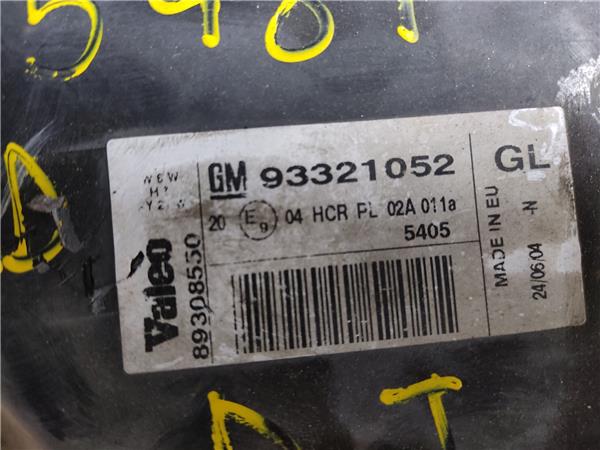 GM 93321052 GL
20 E9 04 HCR PL 02A 011a
5405
Valeo
89308550
MADE IN EU
24/06/04 -N
D T